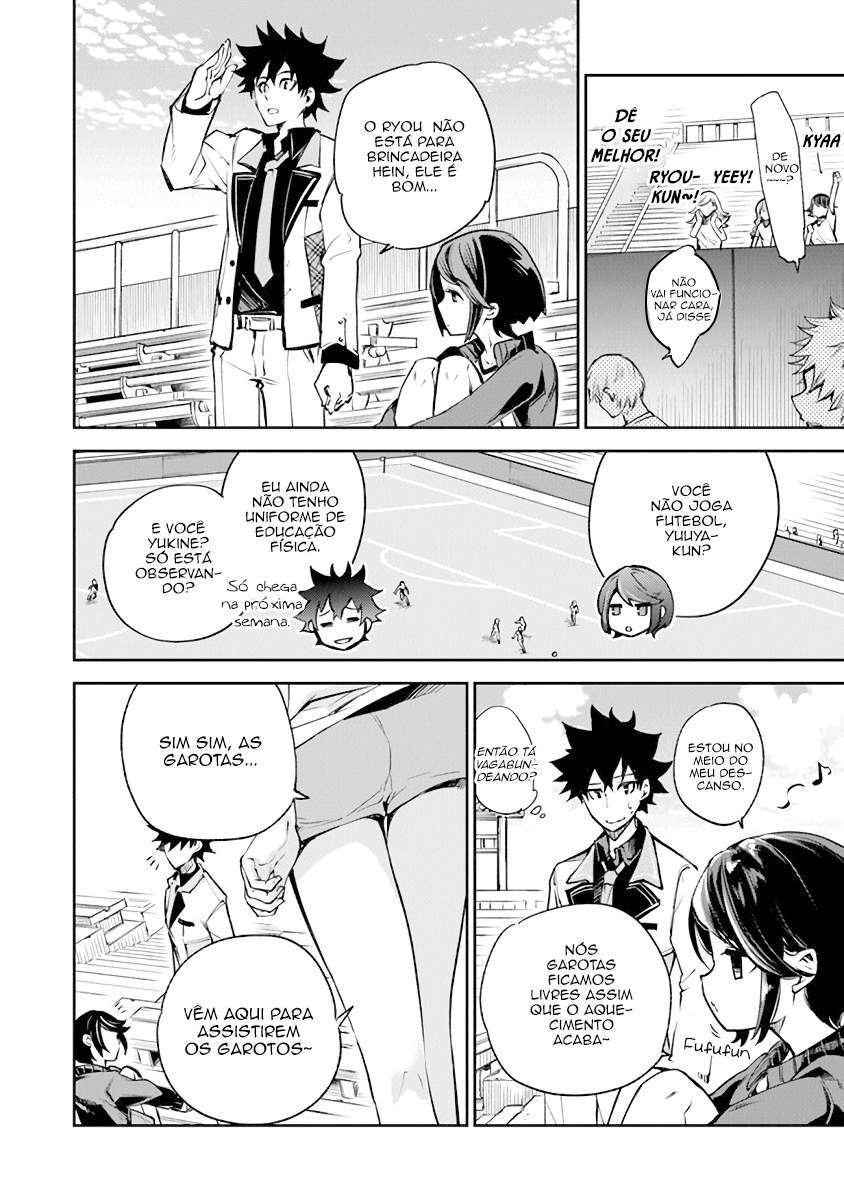 KYAA
DE
NOVO
~~~?
DÊ
O SEU
MELHOR!
YEEY!
RYOU-
KUN~!
NÃO
VAI FUNCIO-
NAR CARA,
JÁ DISSE
O RYOU NÃO
ESTÁ PARA
BRINCADEIRA
HEIN, ELE É
BOM...
VOCÊ
NÃO JOGA
FUTEBOL,
YUUYA-
KUN?
EU AINDA
NÃO TENHO
UNIFORME DE
EDUCAÇÃO
FÍSICA.
Só chega
na próxima
semana.
E VOCÊ
YUKINE?
SÓ ESTÁ
OBSERVAN-
DO?
ESTOU NO
MEIO DO
MEU DES-
CANSO.
ENTÃO TÁ
VAGABUN-
DEANDO?
NÓS
GAROTAS
FICAMOS
LIVRES ASSIM
QUE O AQUE-
CIMENTO
ACABA~
Fufufun
SIM SIM, AS
GAROTAS...
VÊM AQUI PARA
ASSISTIREM
OS GAROTOS~